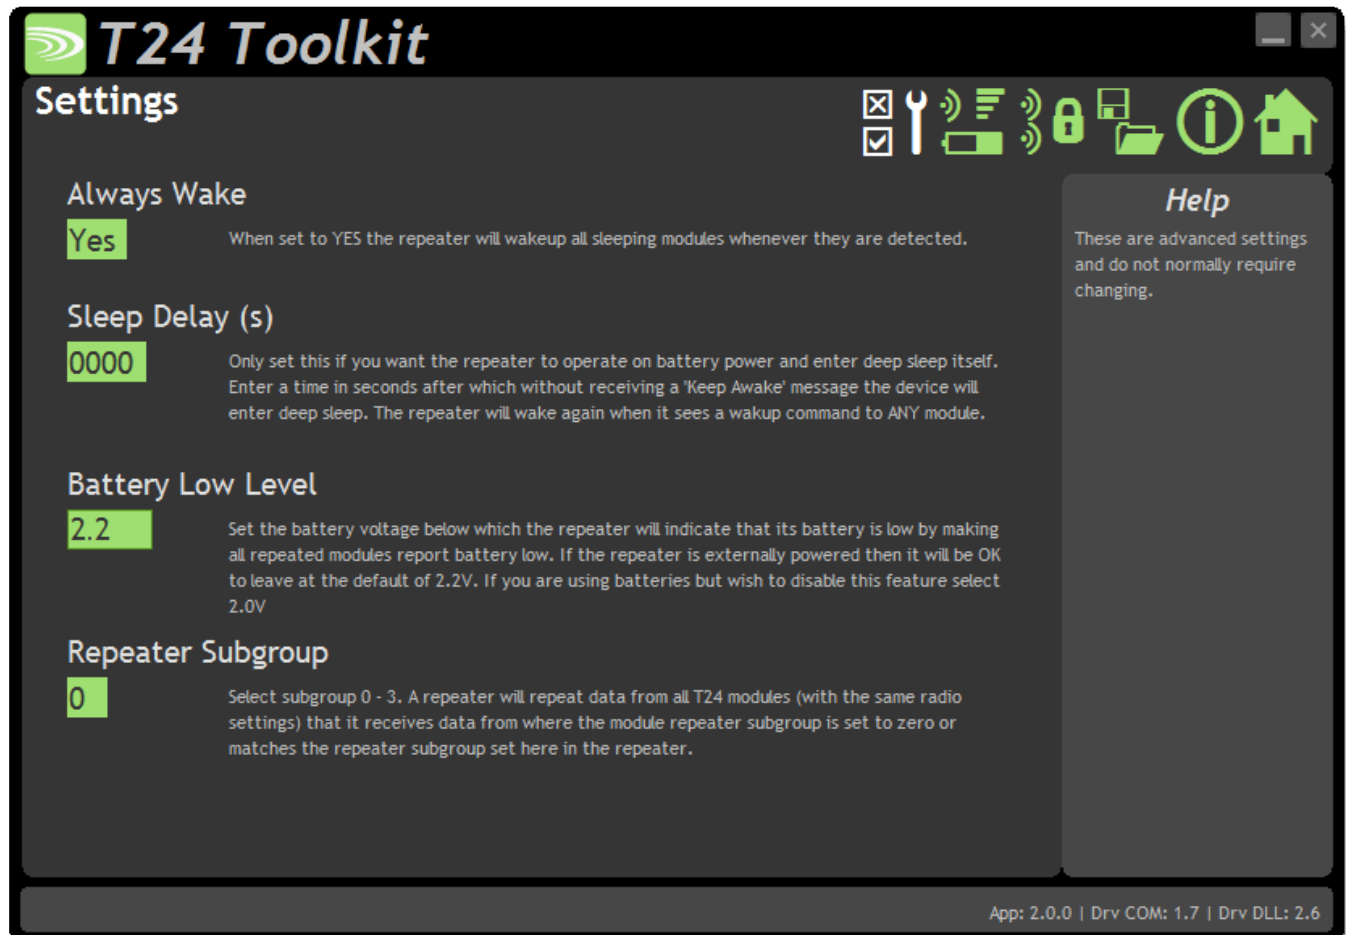 T24 Toolkit
Settings
Always Wake
Yes
When set to YES the repeater will wakeup all sleeping modules whenever they are detected.
Sleep Delay (s)
0000
Only set this if you want the repeater to operate on battery power and enter deep sleep itself.
Enter a time in seconds after which without receiving a 'Keep Awake' message the device will
enter deep sleep. The repeater will wake again when it sees a wakup command to ANY module.
Battery Low Level
2.2
Set the battery voltage below which the repeater will indicate that its battery is low by making
all repeated modules report battery low. If the repeater is externally powered then it will be OK
to leave at the default of 2.2V. If you are using batteries but wish to disable this feature select
2.0V
Repeater Subgroup
0
Select subgroup 0 - 3. A repeater will repeat data from all T24 modules (with the same radio
settings) that it receives data from where the module repeater subgroup is set to zero or
matches the repeater subgroup set here in the repeater.
Help
These are advanced settings
and do not normally require
changing.
App: 2.0.0 | Drv COM: 1.7 | Drv DLL: 2.6